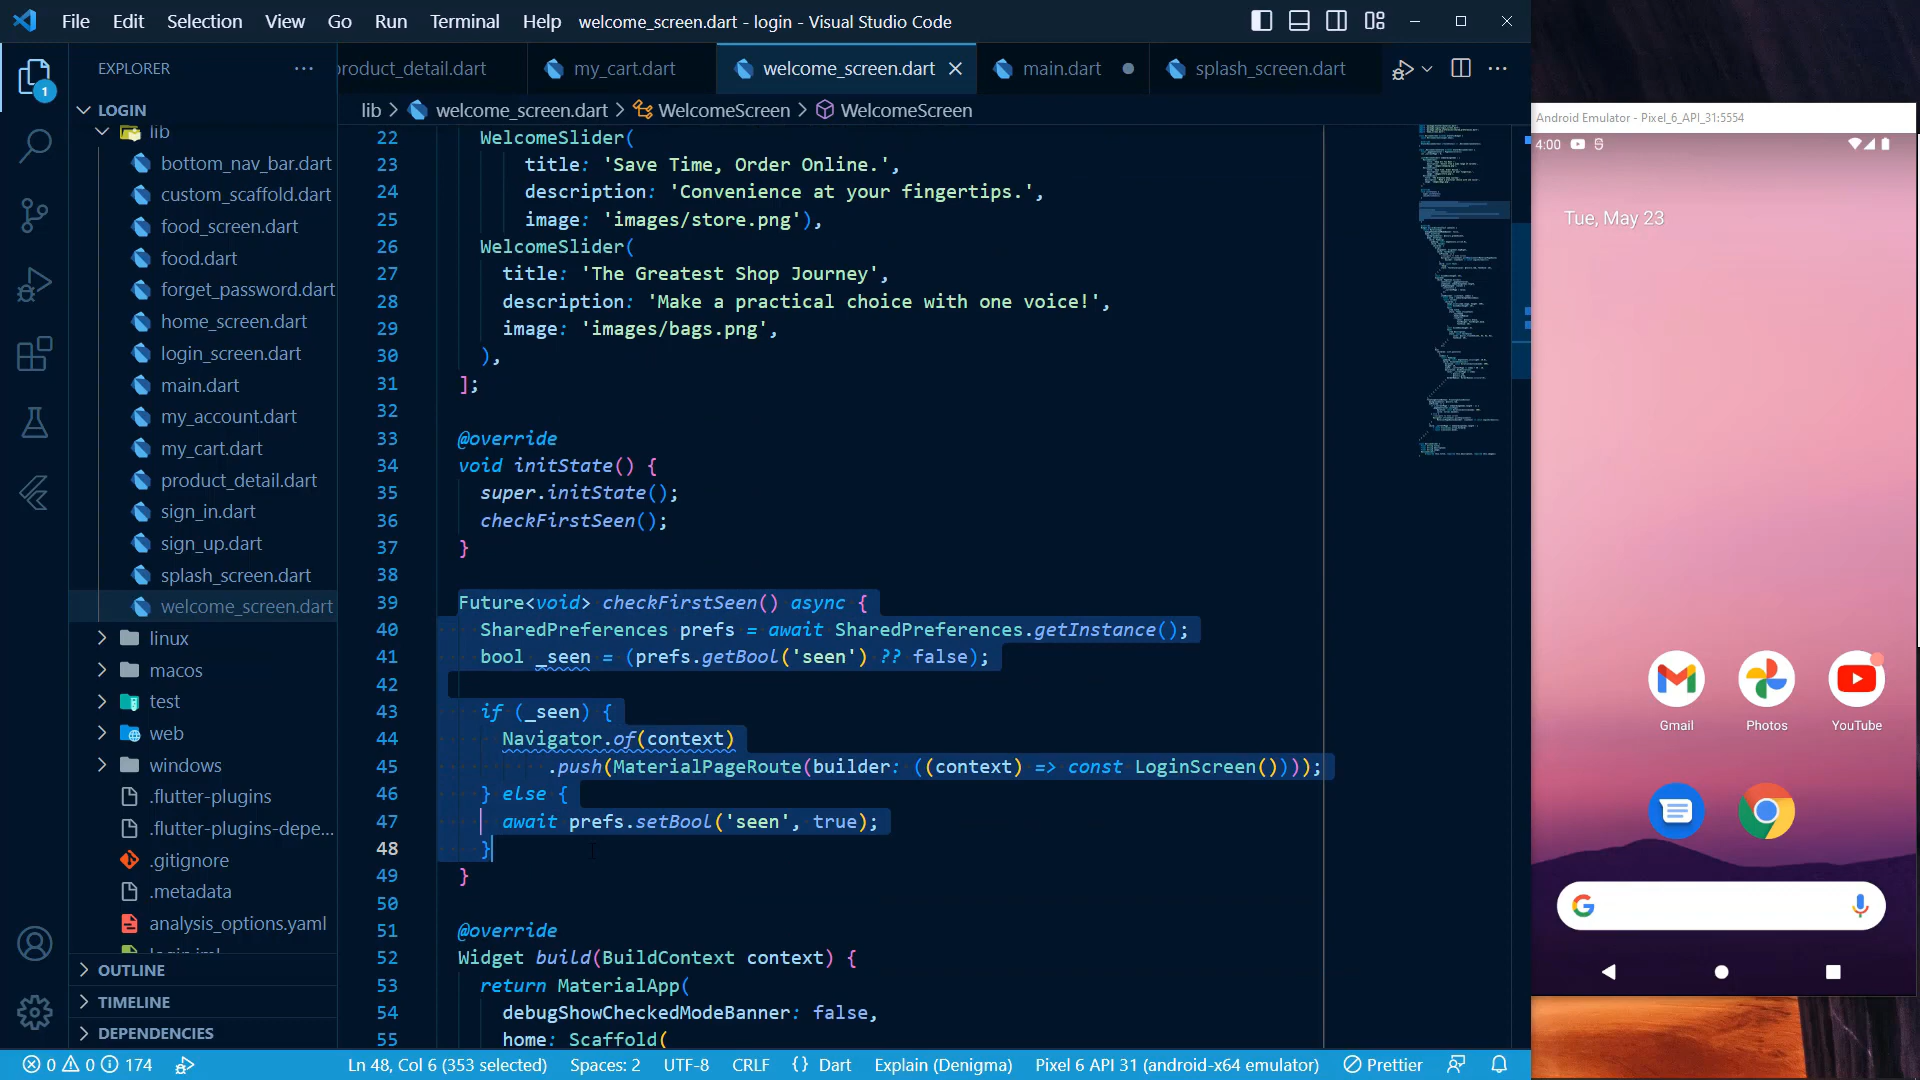 File Edit Selection View Go Run Terminal Help welcome_screen.dart - login - Visual Studio Code
EXPLORER
product_detail.dart my_cart.dart welcome_screen.dart main.dart splash_screen.dart
lib > welcome_screen.dart > WelcomeScreen > WelcomeScreen
1
LOGIN
lib
bottom_nav_bar.dart
custom_scaffold.dart
food_screen.dart
food.dart
forget_password.dart
home_screen.dart
login_screen.dart
main.dart
my_account.dart
my_cart.dart
product_detail.dart
sign_in.dart
sign_up.dart
splash_screen.dart
welcome_screen.dart
linux
macos
test
web
windows
.flutter-plugins
.flutter-plugins-depe...
.gitignore
.metadata
analysis_options.yaml
OUTLINE
TIMELINE
DEPENDENCIES
22 WelcomeSlider(
23 title: 'Save Time, Order Online.',
24 description: 'Convenience at your fingertips.',
25 image: 'images/store.png'),
26 WelcomeSlider(
27 title: 'The Greatest Shop Journey',
28 description: 'Make a practical choice with one voice!',
29 image: 'images/bags.png',
30 ),
31 ];
32
33 @override
34 void initState() {
35 super.initState();
36 checkFirstSeen();
37 }
38
39 Future<void> checkFirstSeen() async {
40 SharedPreferences prefs = await SharedPreferences.getInstance();
41 bool _seen = (prefs.getBool('seen') ?? false);
42
43 if (_seen) {
44 Navigator.of(context)
45 .push(MaterialPageRoute(builder: ((context) => const LoginScreen())));
46 } else {
47 await prefs.setBool('seen', true);
48 }
49 }
50
51 @override
52 Widget build(BuildContext context) {
53 return MaterialApp(
54 debugShowCheckedModeBanner: false,
55 home: Scaffold(
0 0 174 Ln 48, Col 6 (353 selected) Spaces: 2 UTF-8 CRLF {} Dart Explain (Denigma) Pixel 6 API 31 (android-x64 emulator) Prettier
Android Emulator - Pixel_6_API_31:5554
4:00
Tue, May 23
Gmail Photos YouTube